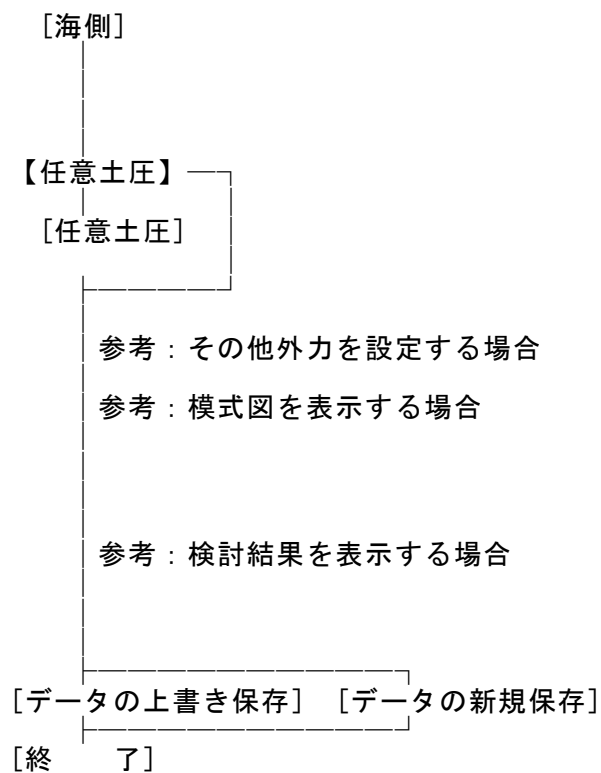 [海側]
【任意土圧】
[任意土圧]
参考：その他外力を設定する場合
参考：模式図を表示する場合
参考：検討結果を表示する場合
[データの上書き保存] [データの新規保存]
[終　　了]